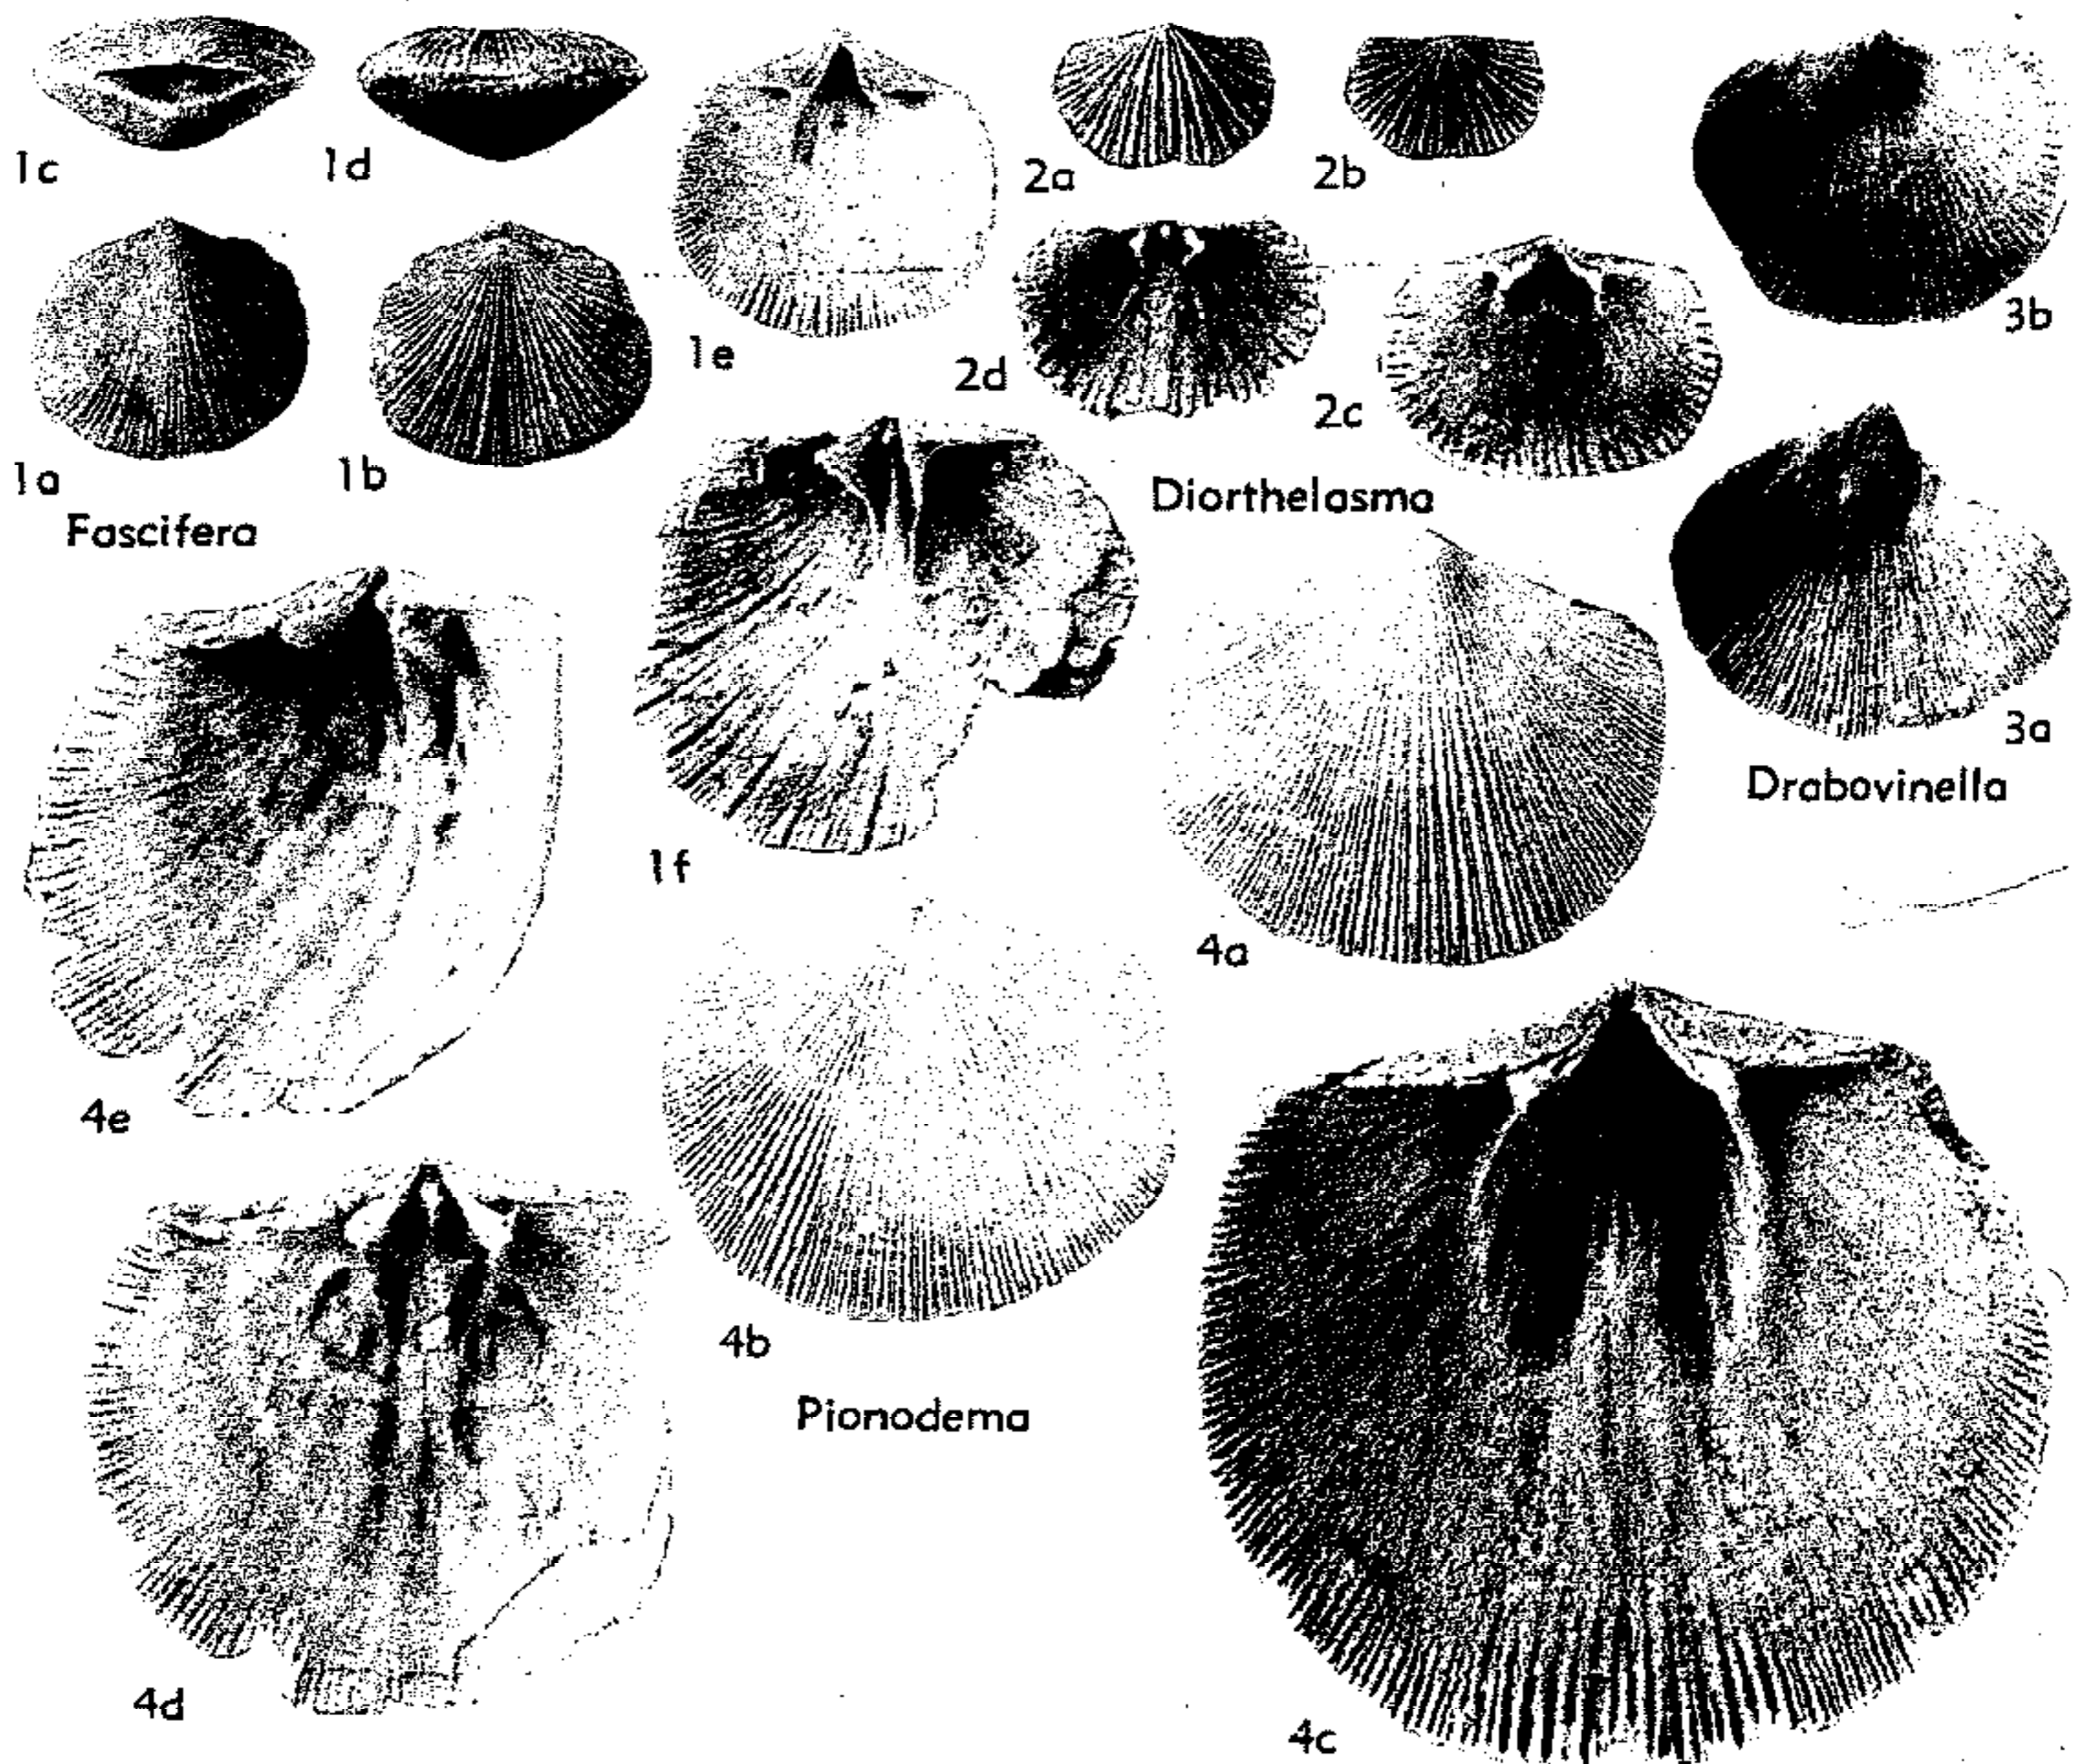 1c
1d
1e
2a
2b
3b
1a
1b
2d
2c
Fascifera
Diorthelasma
3a
Drabovinella
1f
4a
4e
4b
Pionodema
4d
4c